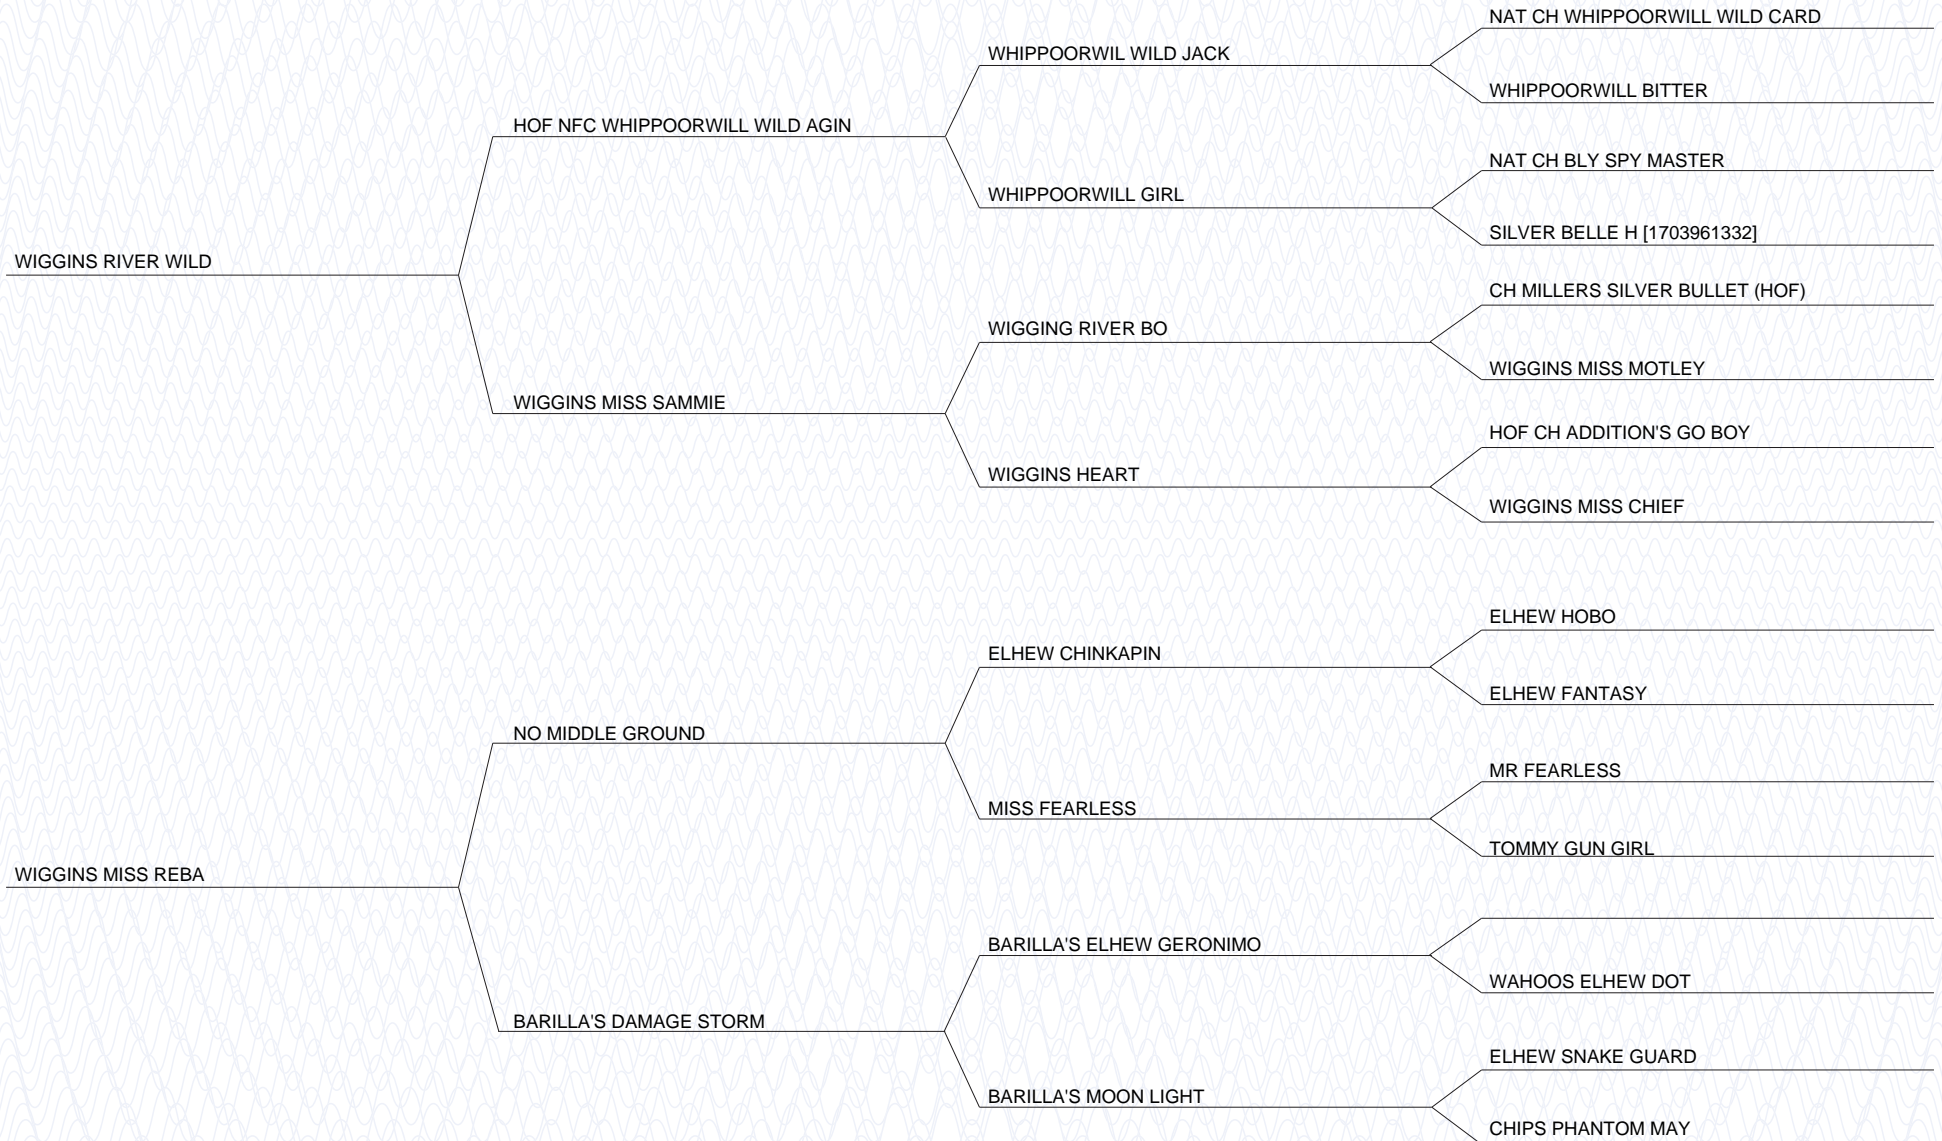 NAT CH WHIPPOORWILL WILD CARD
WHIPPOORWIL WILD JACK
WHIPPOORWILL BITTER
HOF NFC WHIPPOORWILL WILD AGIN
NAT CH BLY SPY MASTER
WHIPPOORWILL GIRL
SILVER BELLE H [1703961332]
WIGGINS RIVER WILD
CH MILLERS SILVER BULLET (HOF)
WIGGING RIVER BO
WIGGINS MISS MOTLEY
WIGGINS MISS SAMMIE
HOF CH ADDITION'S GO BOY
WIGGINS HEART
WIGGINS MISS CHIEF
ELHEW HOBO
ELHEW CHINKAPIN
ELHEW FANTASY
NO MIDDLE GROUND
MR FEARLESS
MISS FEARLESS
TOMMY GUN GIRL
WIGGINS MISS REBA
BARILLA'S ELHEW GERONIMO
WAHOOS ELHEW DOT
BARILLA'S DAMAGE STORM
ELHEW SNAKE GUARD
BARILLA'S MOON LIGHT
CHIPS PHANTOM MAY